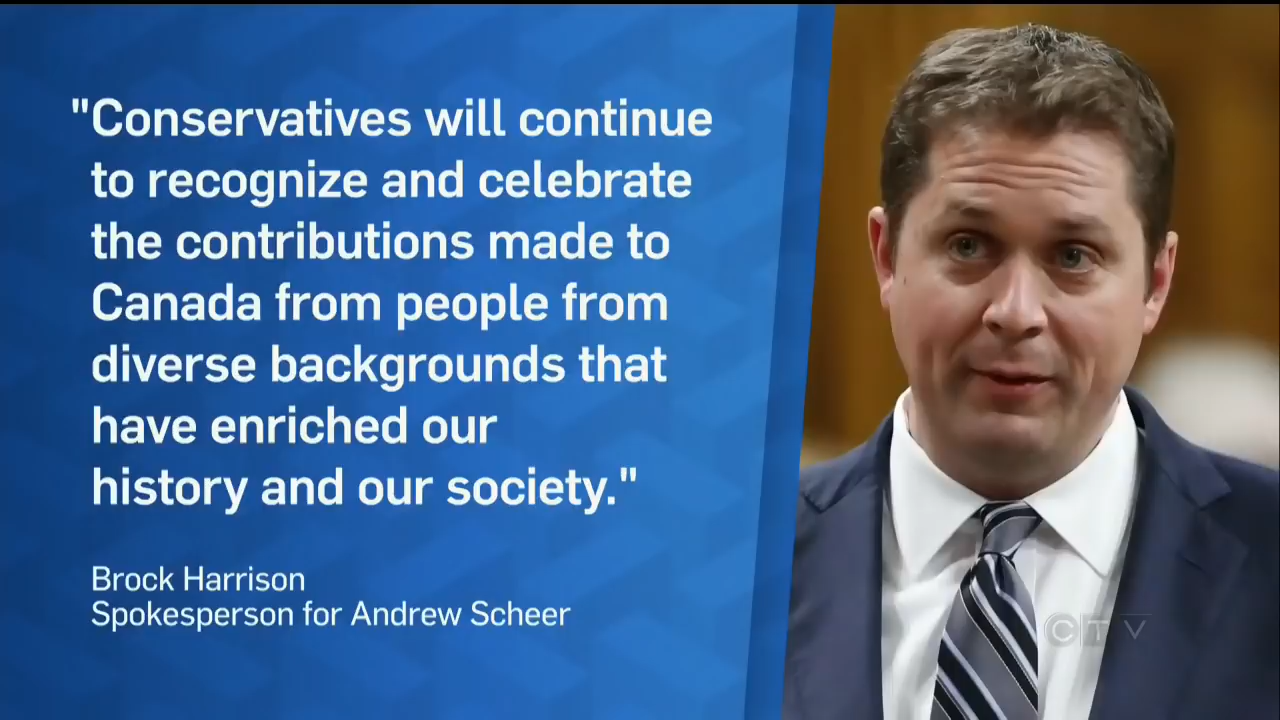 "Conservatives will continue
to recognize and celebrate
the contributions made to
Canada from people from
diverse backgrounds that
have enriched our
history and our society."
Brock Harrison
Spokesperson for Andrew Scheer
CTV